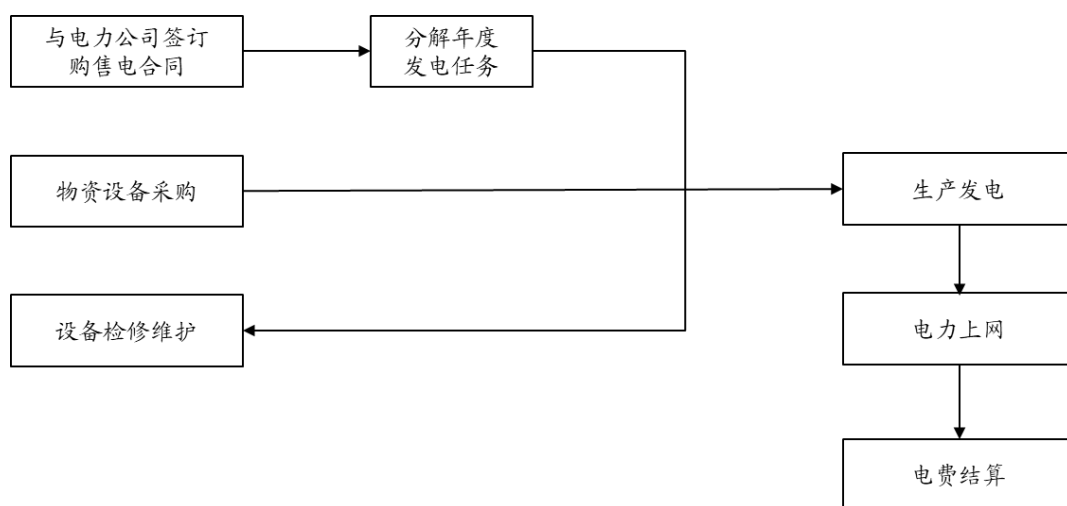 与电力公司签订
购售电合同
分解年度
发电任务
物资设备采购
生产发电
设备检修维护
电力上网
电费结算